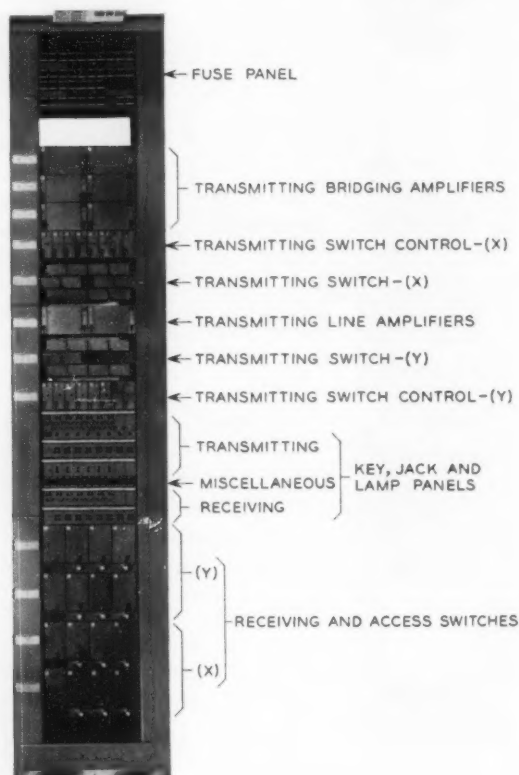 FUSE PANEL
TRANSMITTING BRIDGING AMPLIFIERS
TRANSMITTING SWITCH CONTROL-(X)
TRANSMITTING SWITCH-(X)
TRANSMITTING LINE AMPLIFIERS
TRANSMITTING SWITCH-(Y)
TRANSMITTING SWITCH CONTROL-(Y)
TRANSMITTING
MISCELLANEOUS
RECEIVING
KEY, JACK AND
LAMP PANELS
(Y)
(X)
RECEIVING AND ACCESS SWITCHES